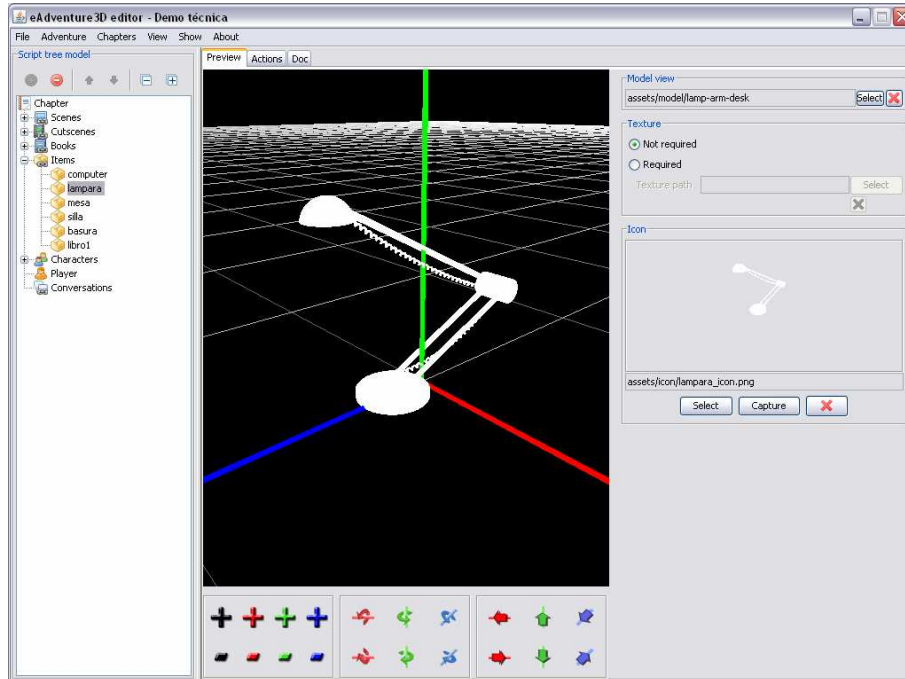 eAdventure3D editor - Demo técnica
File Adventure Chapters View Show About
Script tree model
Chapter
Scenes
Cutscenes
Books
Items
computer
lampara
mesa
silla
basura
libro1
Characters
Player
Conversations
Preview Actions Doc
Model view
assets/model/lamp-arm-desk Select
Texture
Not required
Required
Texture path Select
Icon
assets/icon/lampara_icon.png
Select Capture